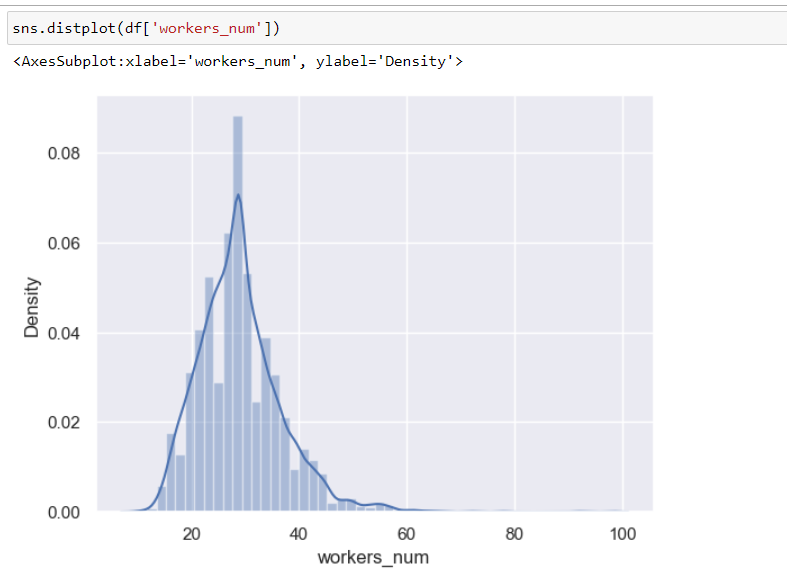 sns.distplot(df['workers_num'])
<AxesSubplot:xlabel='workers_num', ylabel='Density'>
0.08
0.06
0.04
0.02
0.00
Density
20 40 60 80 100
workers_num